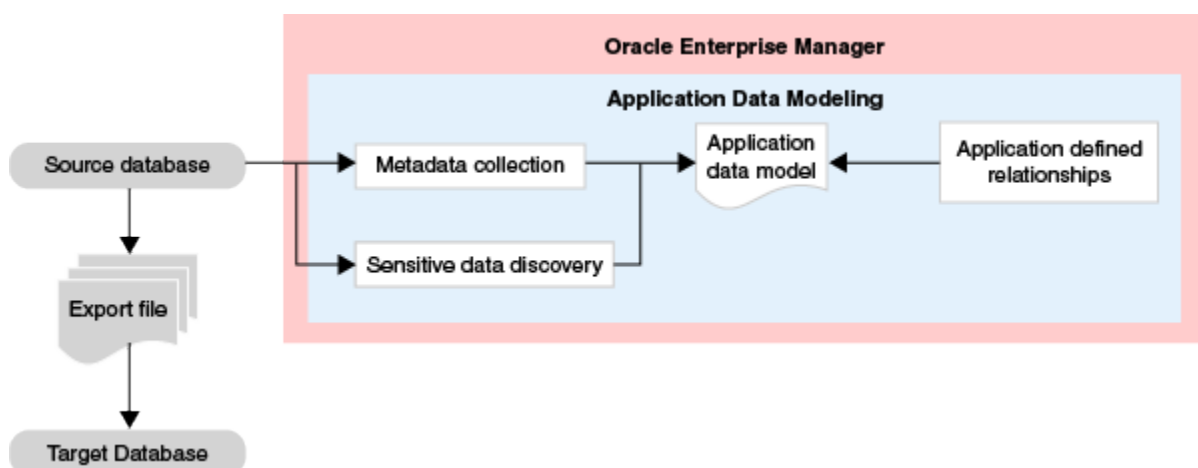 Oracle Enterprise Manager
Application Data Modeling
Source database
Metadata collection
Application
data model
Application defined
relationships
Sensitive data discovery
Export file
Target Database